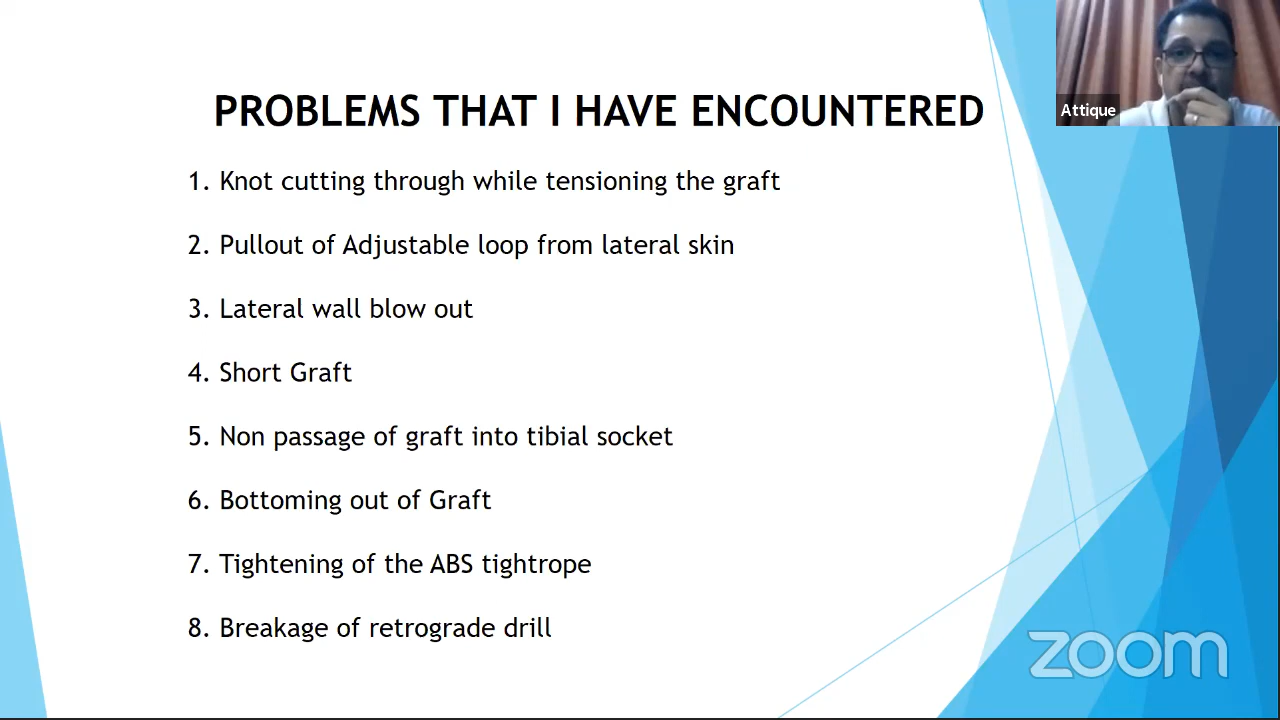 PROBLEMS THAT I HAVE ENCOUNTERED
Attique
1. Knot cutting through while tensioning the graft
2. Pullout of Adjustable loop from lateral skin
3. Lateral wall blow out
4. Short Graft
5. Non passage of graft into tibial socket
6. Bottoming out of Graft
7. Tightening of the ABS tightrope
8. Breakage of retrograde drill
zoom